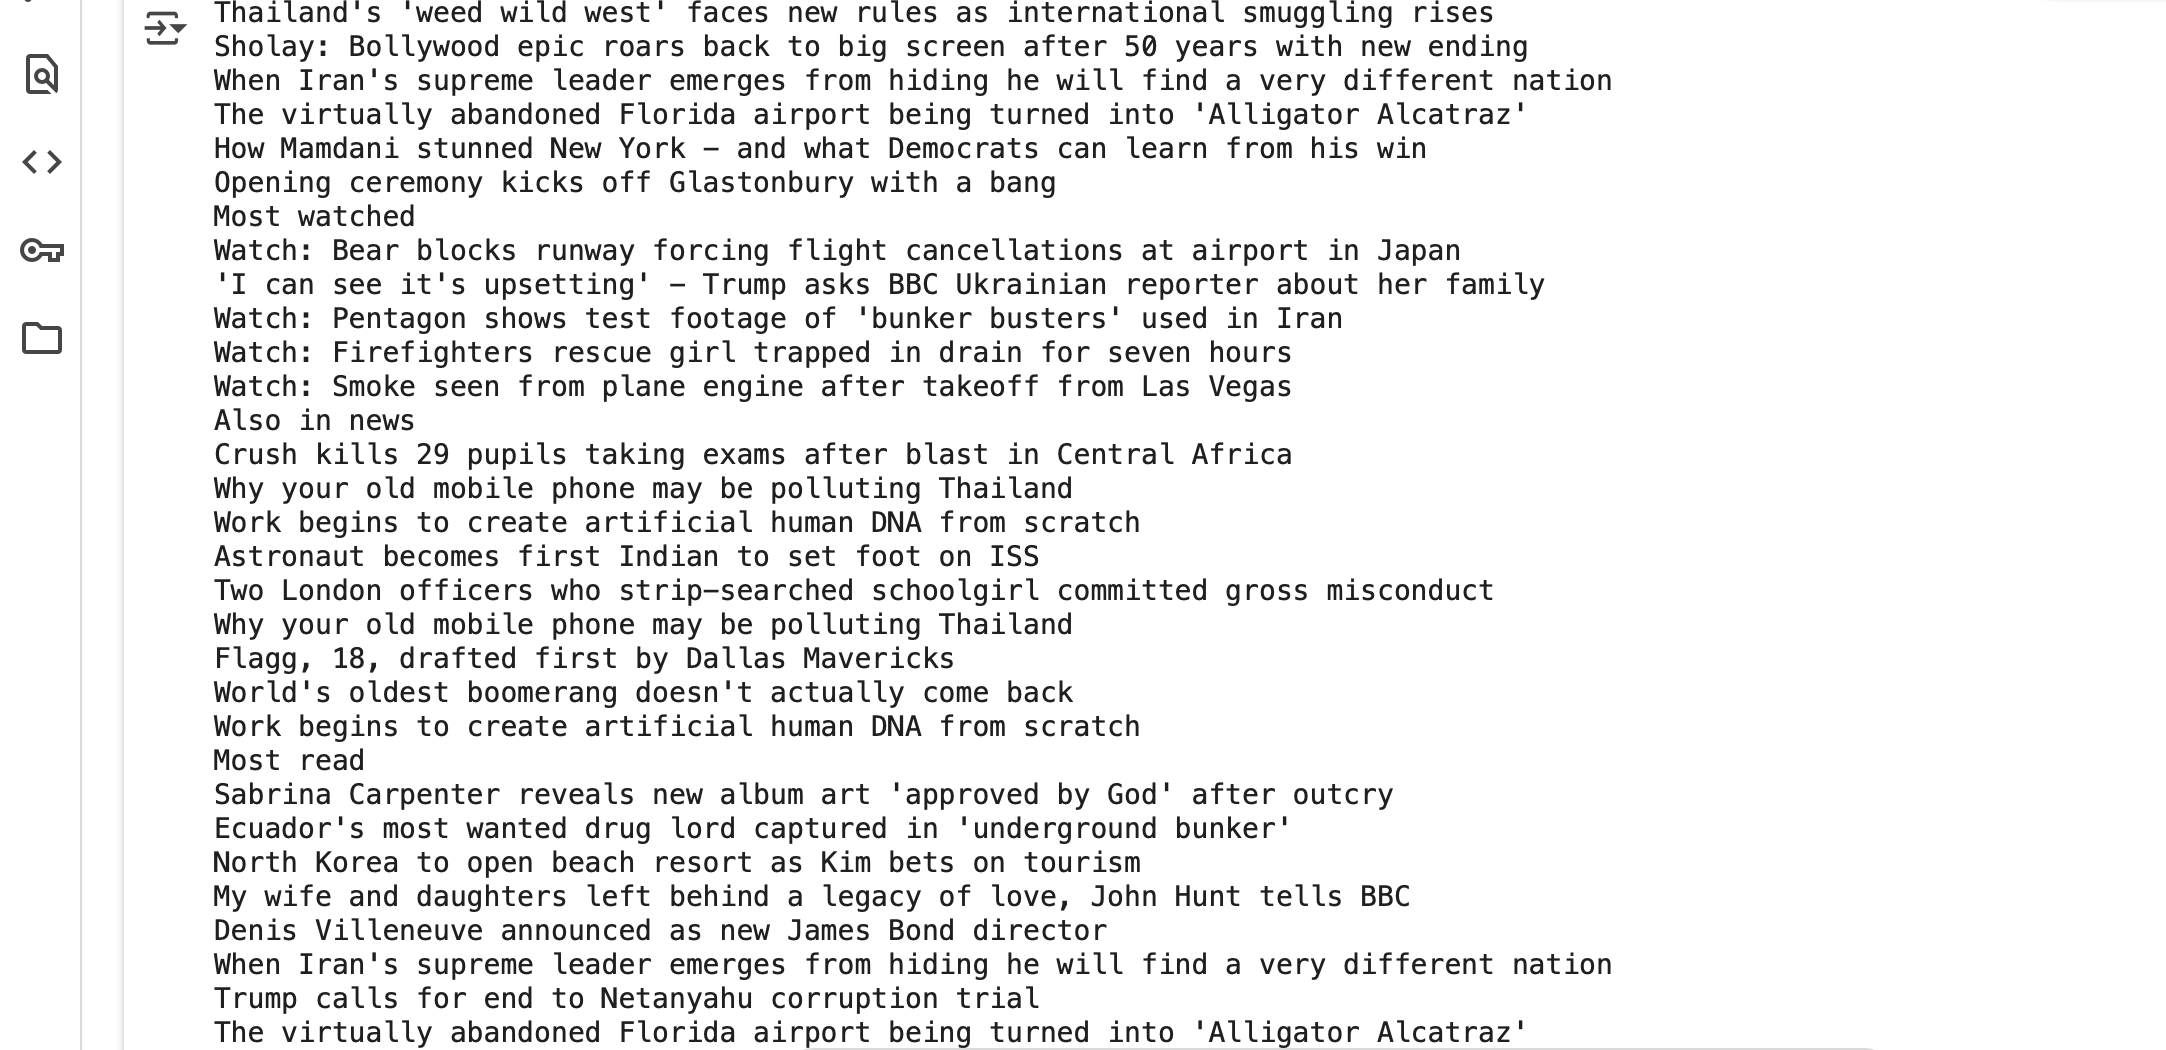 Thailand's 'weed wild west' faces new rules as international smuggling rises
Sholay: Bollywood epic roars back to big screen after 50 years with new ending
When Iran's supreme leader emerges from hiding he will find a very different nation
The virtually abandoned Florida airport being turned into 'Alligator Alcatraz'
How Mamdani stunned New York – and what Democrats can learn from his win
Opening ceremony kicks off Glastonbury with a bang
Most watched
Watch: Bear blocks runway forcing flight cancellations at airport in Japan
'I can see it's upsetting' – Trump asks BBC Ukrainian reporter about her family
Watch: Pentagon shows test footage of 'bunker busters' used in Iran
Watch: Firefighters rescue girl trapped in drain for seven hours
Watch: Smoke seen from plane engine after takeoff from Las Vegas
Also in news
Crush kills 29 pupils taking exams after blast in Central Africa
Why your old mobile phone may be polluting Thailand
Work begins to create artificial human DNA from scratch
Astronaut becomes first Indian to set foot on ISS
Two London officers who strip-searched schoolgirl committed gross misconduct
Why your old mobile phone may be polluting Thailand
Flagg, 18, drafted first by Dallas Mavericks
World's oldest boomerang doesn't actually come back
Work begins to create artificial human DNA from scratch
Most read
Sabrina Carpenter reveals new album art 'approved by God' after outcry
Ecuador's most wanted drug lord captured in 'underground bunker'
North Korea to open beach resort as Kim bets on tourism
My wife and daughters left behind a legacy of love, John Hunt tells BBC
Denis Villeneuve announced as new James Bond director
When Iran's supreme leader emerges from hiding he will find a very different nation
Trump calls for end to Netanyahu corruption trial
The virtually abandoned Florida airport being turned into 'Alligator Alcatraz'